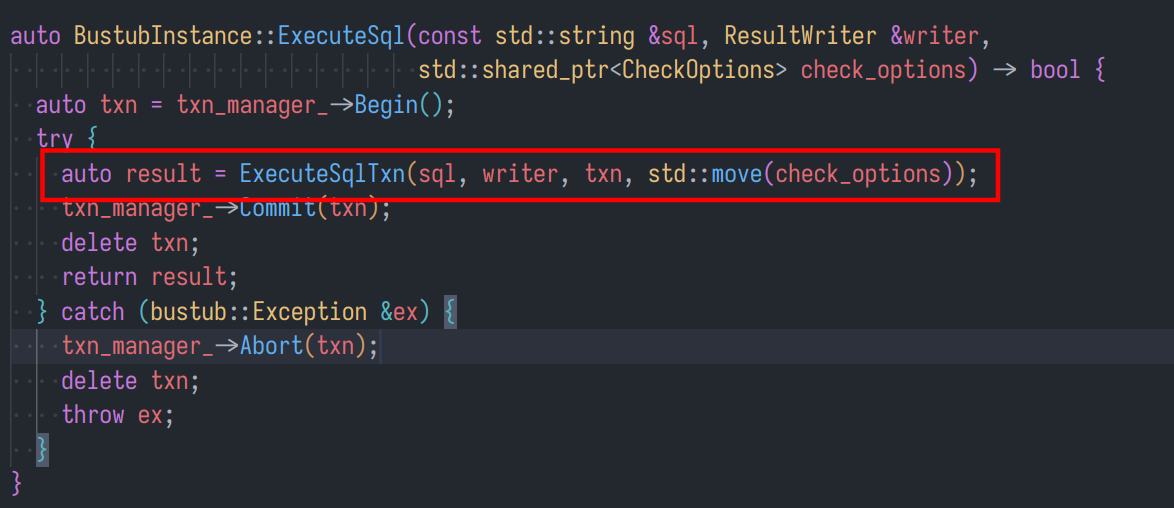 auto BustubInstance::ExecuteSql(const std::string &sql, ResultWriter &writer,
                                std::shared_ptr<CheckOptions> check_options) -> bool {
  auto txn = txn_manager_->Begin();
  try {
    auto result = ExecuteSqlTxn(sql, writer, txn, std::move(check_options));
    txn_manager_->Commit(txn);
    delete txn;
    return result;
  } catch (bustub::Exception &ex) {
    txn_manager_->Abort(txn);
    delete txn;
    throw ex;
  }
}